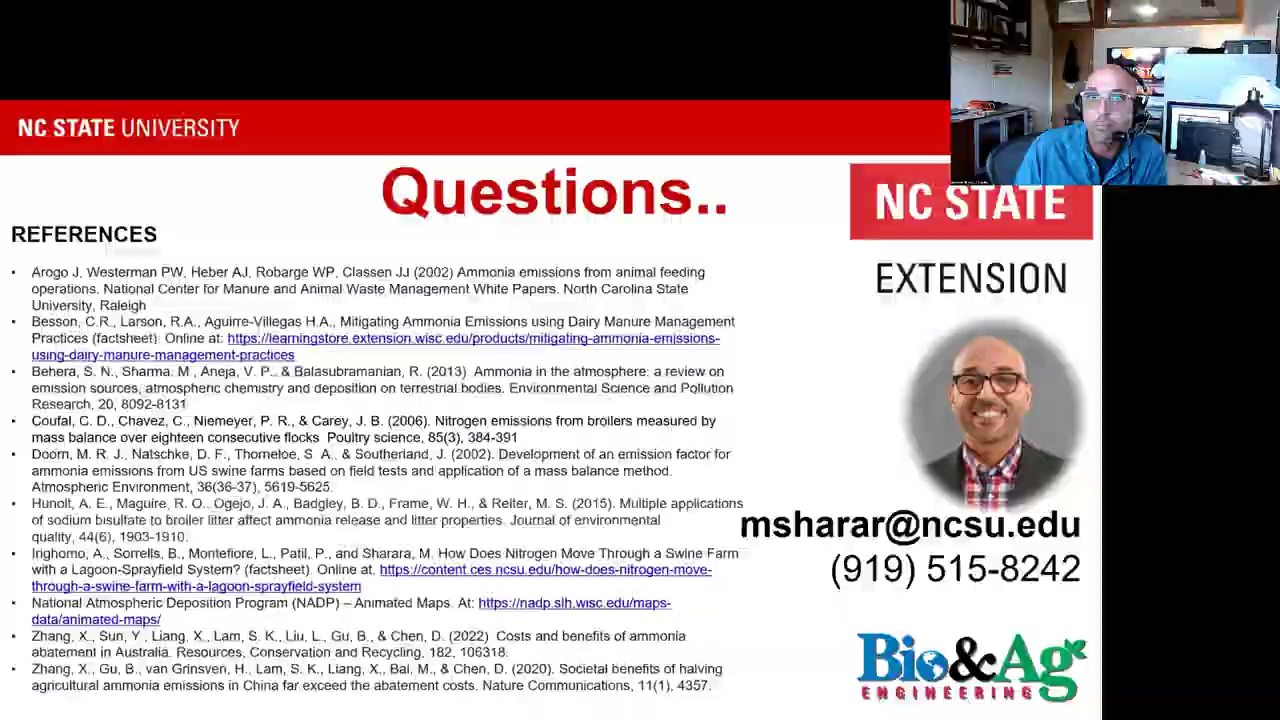 NC STATE UNIVERSITY
Questions..
NC STATE
EXTENSION
REFERENCES
• Arogo J, Westerman PW, Heber AJ, Robarge WP, Classen JJ (2002) Ammonia emissions from animal feeding
operations. National Center for Manure and Animal Waste Management White Papers. North Carolina State
University, Raleigh
• Besson, C.R., Larson, R.A., Aguirre-Villegas H.A., Mitigating Ammonia Emissions using Dairy Manure Management
Practices (factsheet). Online at: https://learningstore.extension.wisc.edu/products/mitigating-ammonia-emissions-
using-dairy-manure-management-practices
• Behera, S. N., Sharma, M., Aneja, V. P., & Balasubramanian, R. (2013). Ammonia in the atmosphere: a review on
emission sources, atmospheric chemistry and deposition on terrestrial bodies. Environmental Science and Pollution
Research, 20, 8092-8131
• Coufal, C. D., Chavez, C., Niemeyer, P. R., & Carey, J. B. (2006). Nitrogen emissions from broilers measured by
mass balance over eighteen consecutive flocks. Poultry science, 85(3), 384-391
• Doorn, M. R. J., Natschke, D. F., Thorneloe, S. A., & Southerland, J. (2002). Development of an emission factor for
ammonia emissions from US swine farms based on field tests and application of a mass balance method.
Atmospheric Environment, 36(36-37), 5619-5625.
• Hunolt, A. E., Maguire, R. O., Ogejo, J. A., Badgley, B. D., Frame, W. H., & Reiter, M. S. (2015). Multiple applications
of sodium bisulfate to broiler litter affect ammonia release and litter properties. Journal of environmental
quality, 44(6), 1903-1910.
• Irighomo, A., Sorrells, B., Montefiore, L., Patil, P., and Sharara, M. How Does Nitrogen Move Through a Swine Farm
with a Lagoon-Sprayfield System? (factsheet). Online at. https://content.ces.ncsu.edu/how-does-nitrogen-move-
through-a-swine-farm-with-a-lagoon-sprayfield-system
• National Atmospheric Deposition Program (NADP) – Animated Maps. At: https://nadp.slh.wisc.edu/maps-
data/animated-maps/
• Zhang, X., Sun, Y., Liang, X., Lam, S. K., Liu, L., Gu, B., & Chen, D. (2022). Costs and benefits of ammonia
abatement in Australia. Resources, Conservation and Recycling, 182, 106318.
• Zhang, X., Gu, B., van Grinsven, H., Lam, S. K., Liang, X., Bai, M., & Chen, D. (2020). Societal benefits of halving
agricultural ammonia emissions in China far exceed the abatement costs. Nature Communications, 11(1), 4357.
msharar@ncsu.edu
(919) 515-8242
Bio&Ag
ENGINEERING